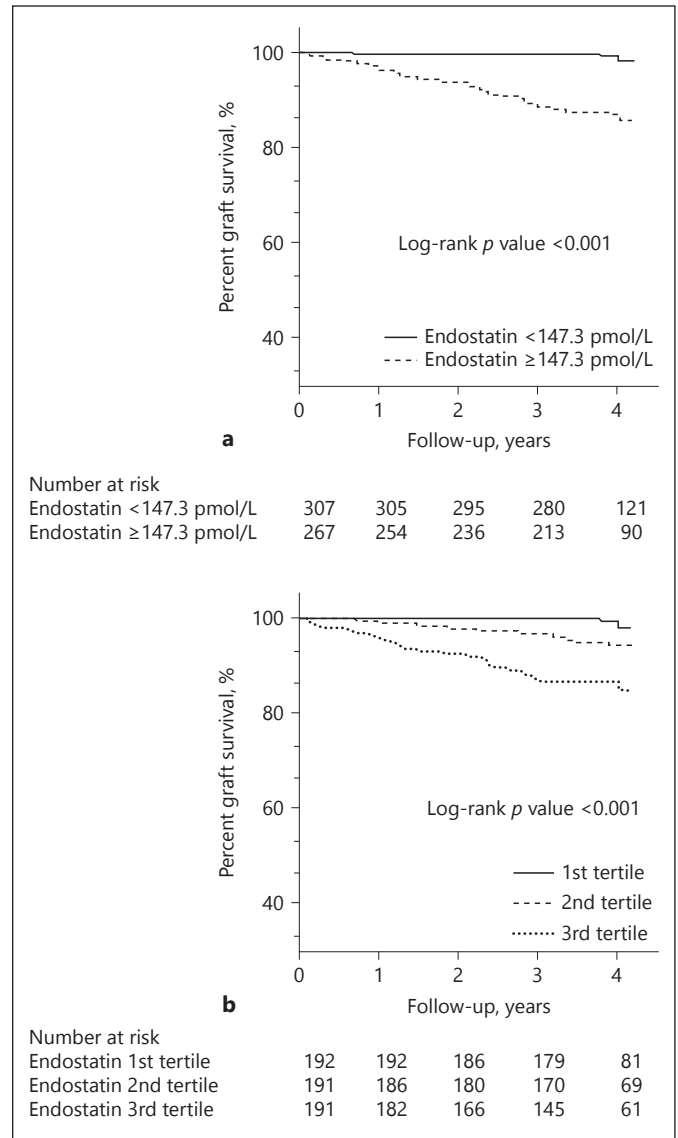 100
80
60
40
Percent graft survival, %
Log-rank p value <0.001
Endostatin <147.3 pmol/L
Endostatin ≥147.3 pmol/L
0 1 2 3 4
a
Follow-up, years
Number at risk
Endostatin <147.3 pmol/L 307 305 295 280 121
Endostatin ≥147.3 pmol/L 267 254 236 213 90
100
80
60
40
Percent graft survival, %
Log-rank p value <0.001
1st tertile
2nd tertile
3rd tertile
0 1 2 3 4
b
Follow-up, years
Number at risk
Endostatin 1st tertile 192 192 186 179 81
Endostatin 2nd tertile 191 186 180 170 69
Endostatin 3rd tertile 191 182 166 145 61